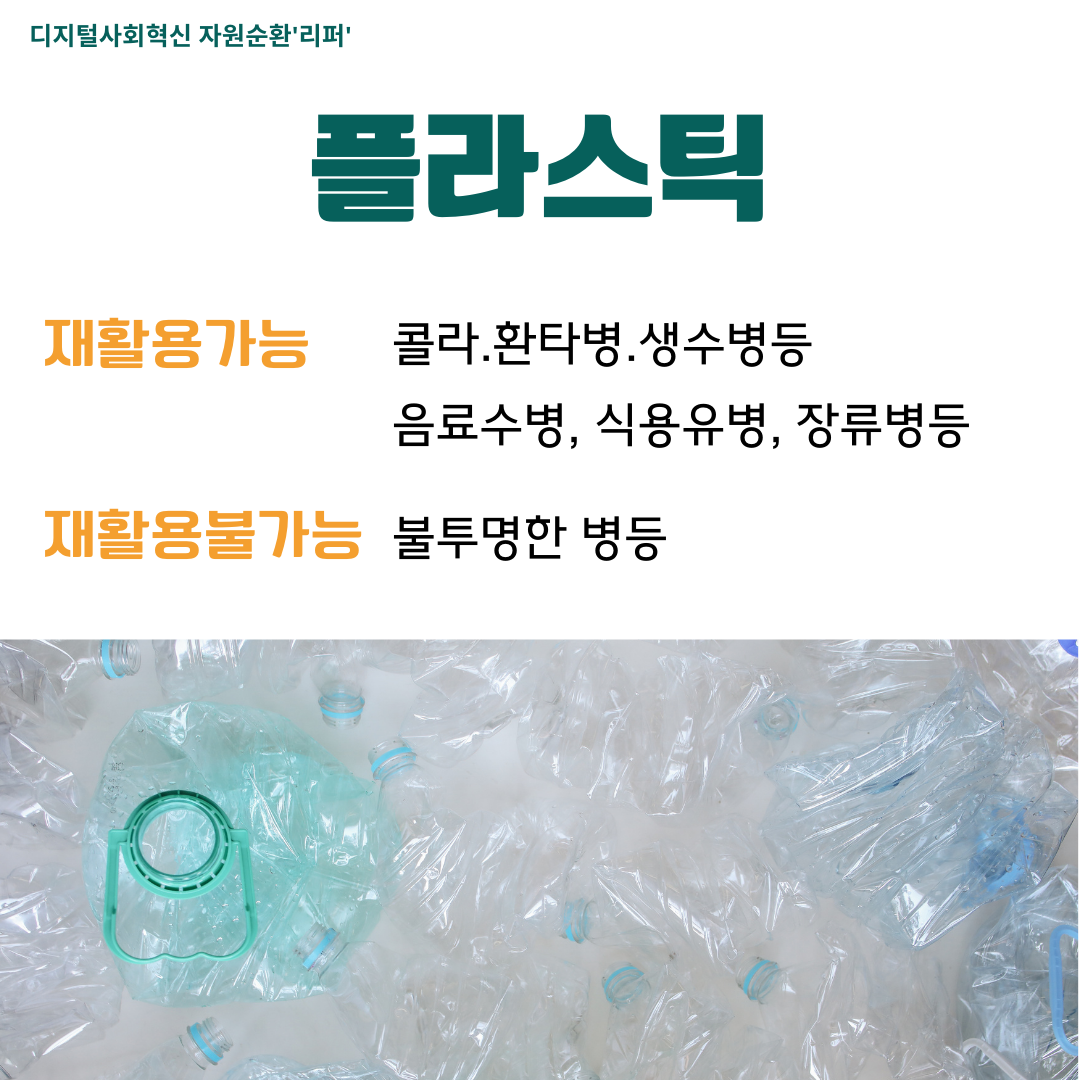 디지털사회혁신 자원순환'리퍼'
플라스틱
재활용가능 콜라.환타병.생수병등
음료수병, 식용유병, 장류병등
재활용불가능 불투명한 병등